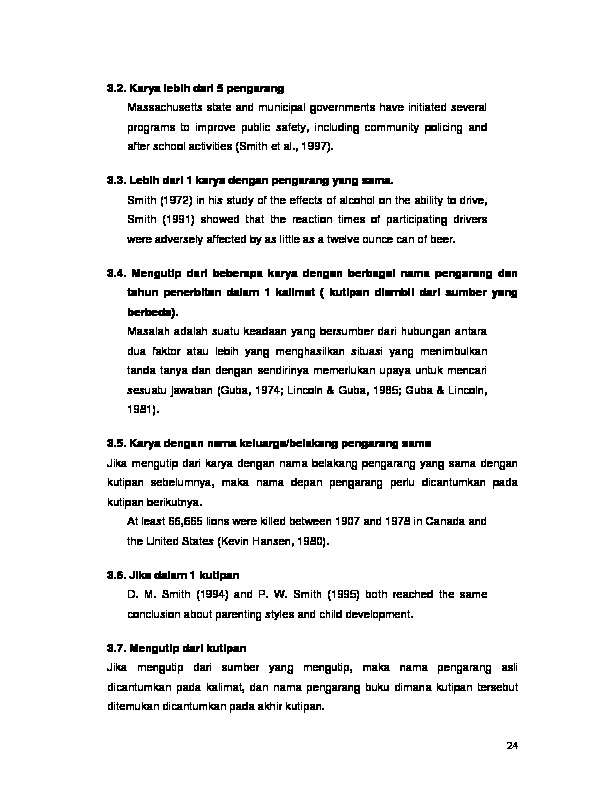 3.2. Karya lebih dari 5 pengarang
Massachusetts state and municipal governments have initiated several
programs to improve public safety, including community policing and
after school activities (Smith et al., 1997).
3.3. Lebih dari 1 karya dengan pengarang yang sama.
Smith (1972) in his study of the effects of alcohol on the ability to drive,
Smith (1991) showed that the reaction times of participating drivers
were adversely affected by as little as a twelve ounce can of beer.
3.4. Mengutip dari beberapa karya dengan berbagai nama pengarang dan
tahun penerbitan dalam 1 kalimat ( kutipan diambil dari sumber yang
berbeda).
Masalah adalah suatu keadaan yang bersumber dari hubungan antara
dua faktor atau lebih yang menghasilkan situasi yang menimbulkan
tanda tanya dan dengan sendirinya memerlukan upaya untuk mencari
sesuatu jawaban (Guba, 1974; Lincoln & Guba, 1985; Guba & Lincoln,
1981).
3.5. Karya dengan nama keluarga/belakang pengarang sama
Jika mengutip dari karya dengan nama belakang pengarang yang sama dengan
kutipan sebelumnya, maka nama depan pengarang perlu dicantumkan pada
kutipan berikutnya.
At least 66,665 lions were killed between 1907 and 1978 in Canada and
the United States (Kevin Hansen, 1980).
3.6. Jika dalam 1 kutipan
D. M. Smith (1994) and P. W. Smith (1995) both reached the same
conclusion about parenting styles and child development.
3.7. Mengutip dari kutipan
Jika mengutip dari sumber yang mengutip, maka nama pengarang asli
dicantumkan pada kalimat, dan nama pengarang buku dimana kutipan tersebut
ditemukan dicantumkan pada akhir kutipan.
24